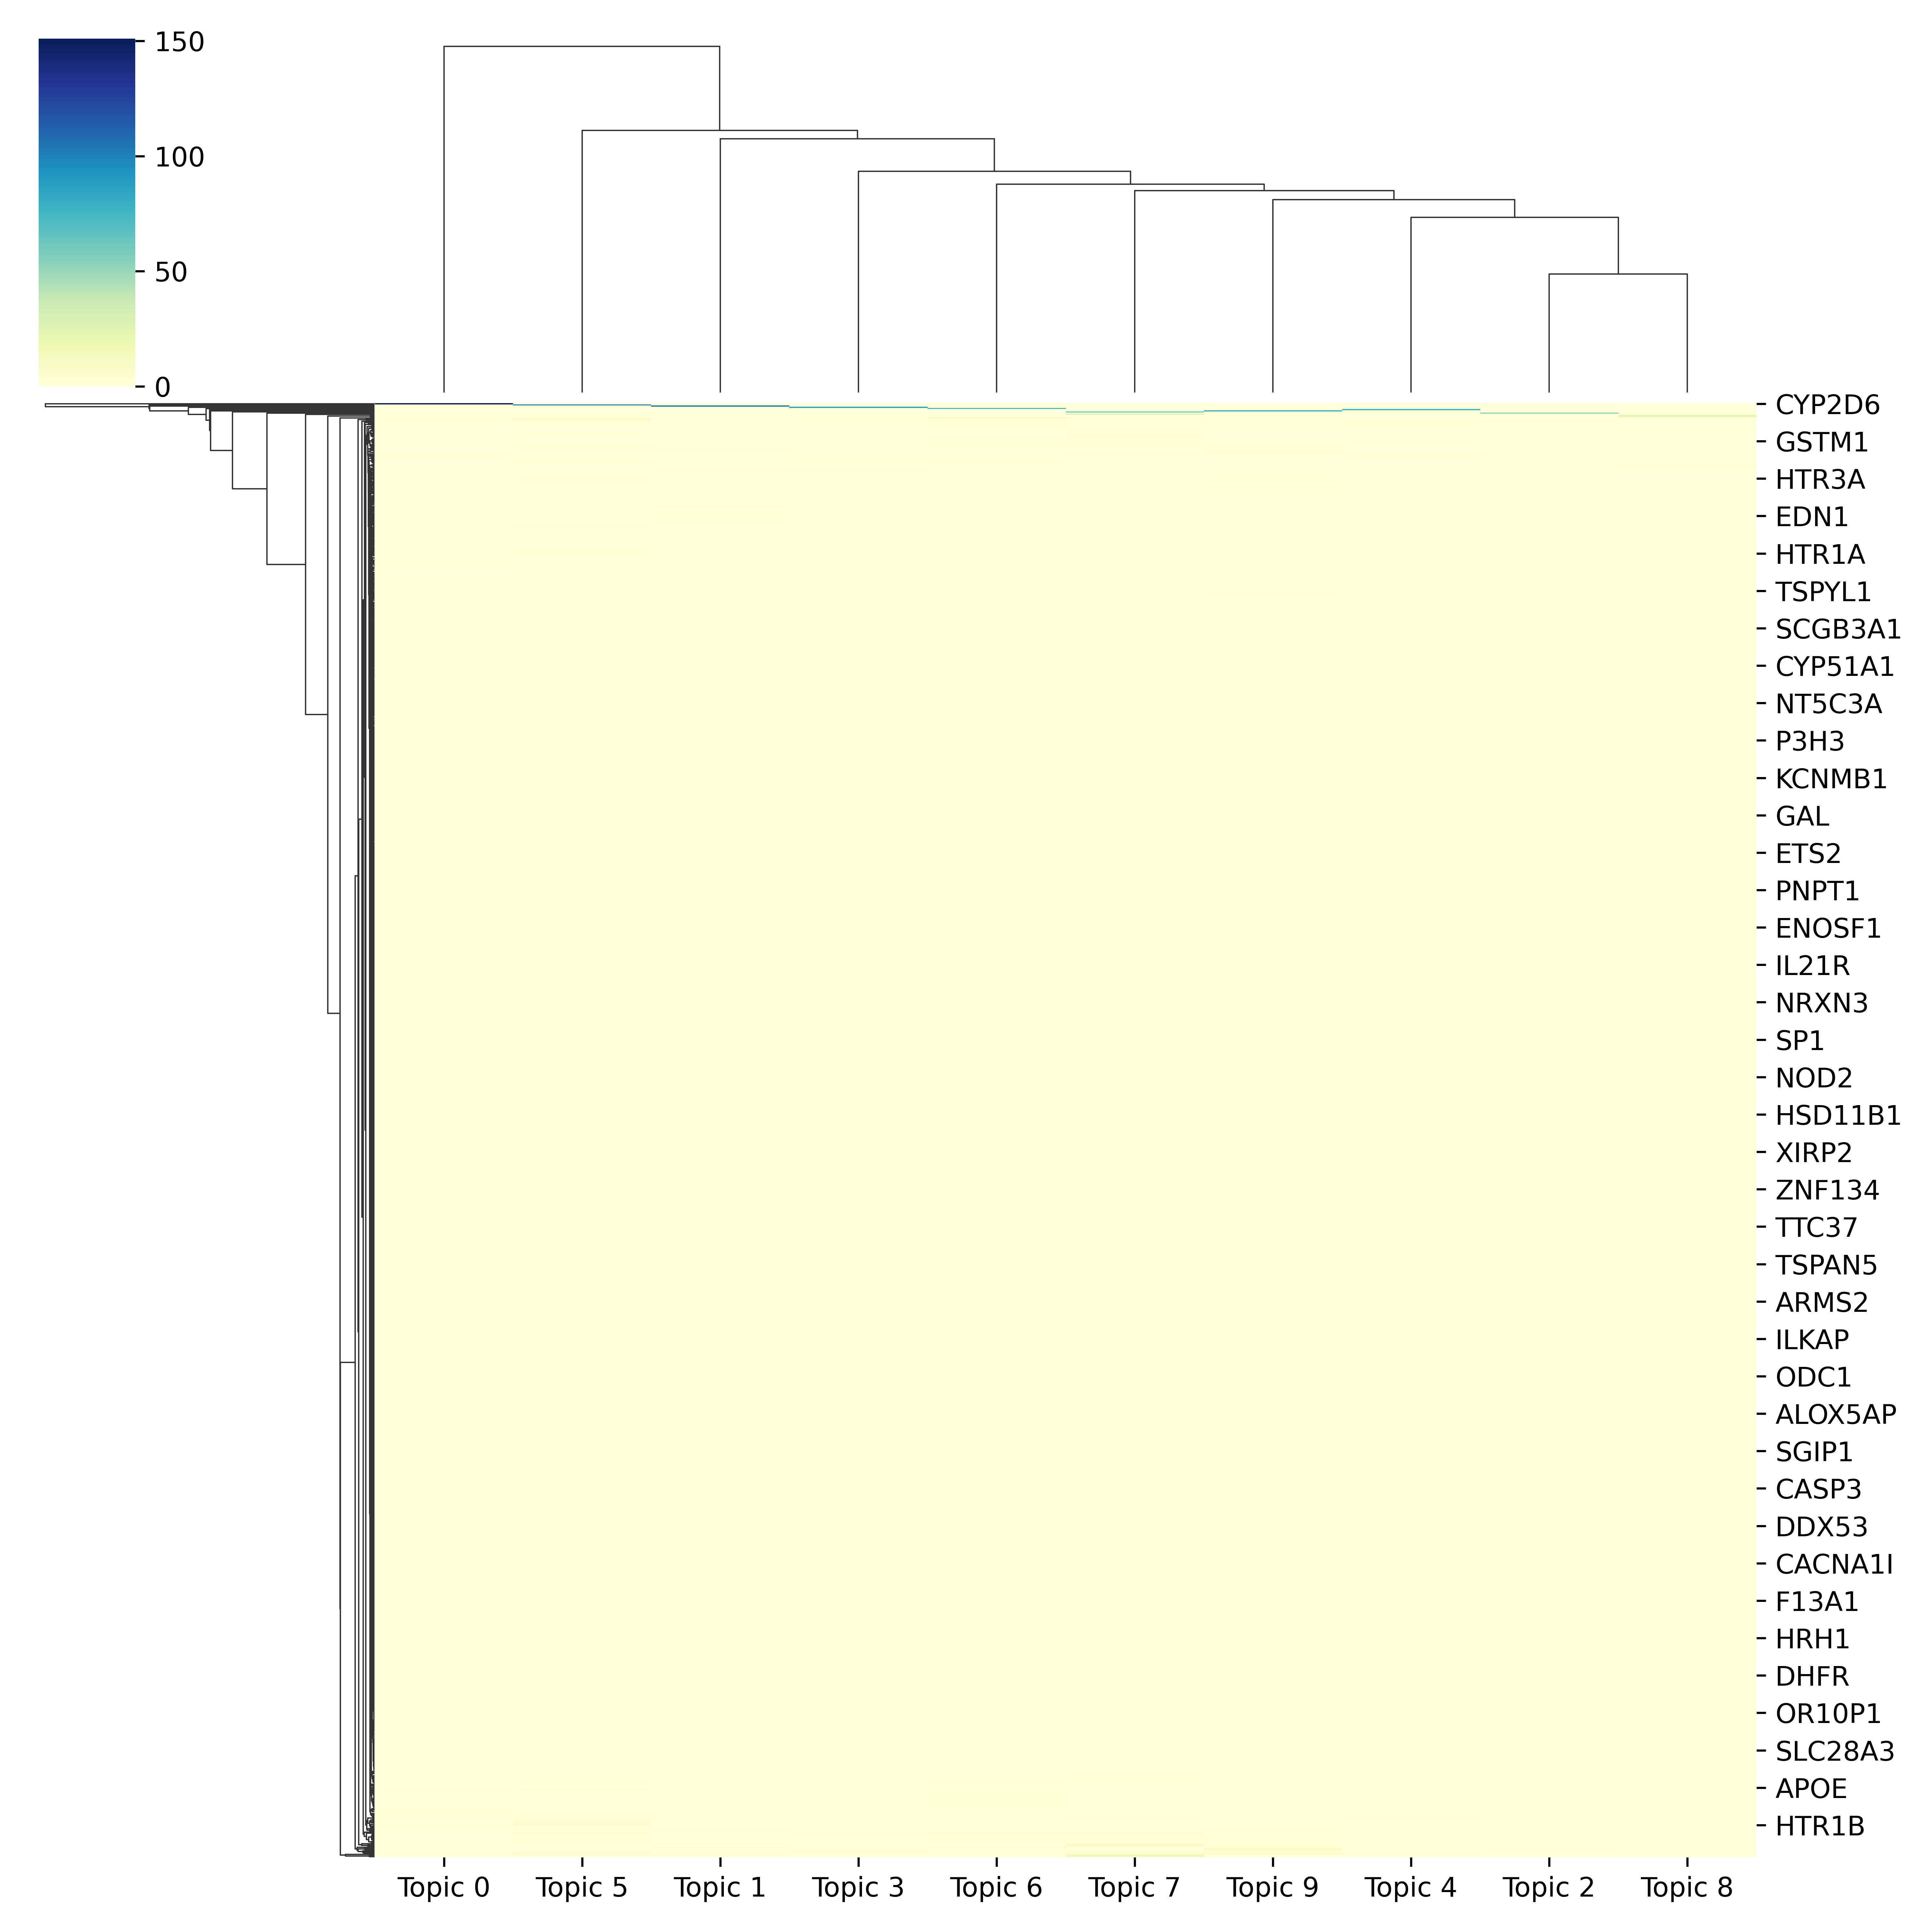 150
100
50
0
CYP2D6
GSTM1
HTR3A
EDN1
HTR1A
TSPYL1
SCGB3A1
CYP51A1
NT5C3A
P3H3
KCNMB1
GAL
ETS2
PNPT1
ENOSF1
IL21R
NRXN3
SP1
NOD2
HSD11B1
XIRP2
ZNF134
TTC37
TSPAN5
ARMS2
ILKAP
ODC1
ALOX5AP
SGIP1
CASP3
DDX53
CACNA1I
F13A1
HRH1
DHFR
OR10P1
SLC28A3
APOE
HTR1B
Topic 0 Topic 5 Topic 1 Topic 3 Topic 6 Topic 7 Topic 9 Topic 4 Topic 2 Topic 8